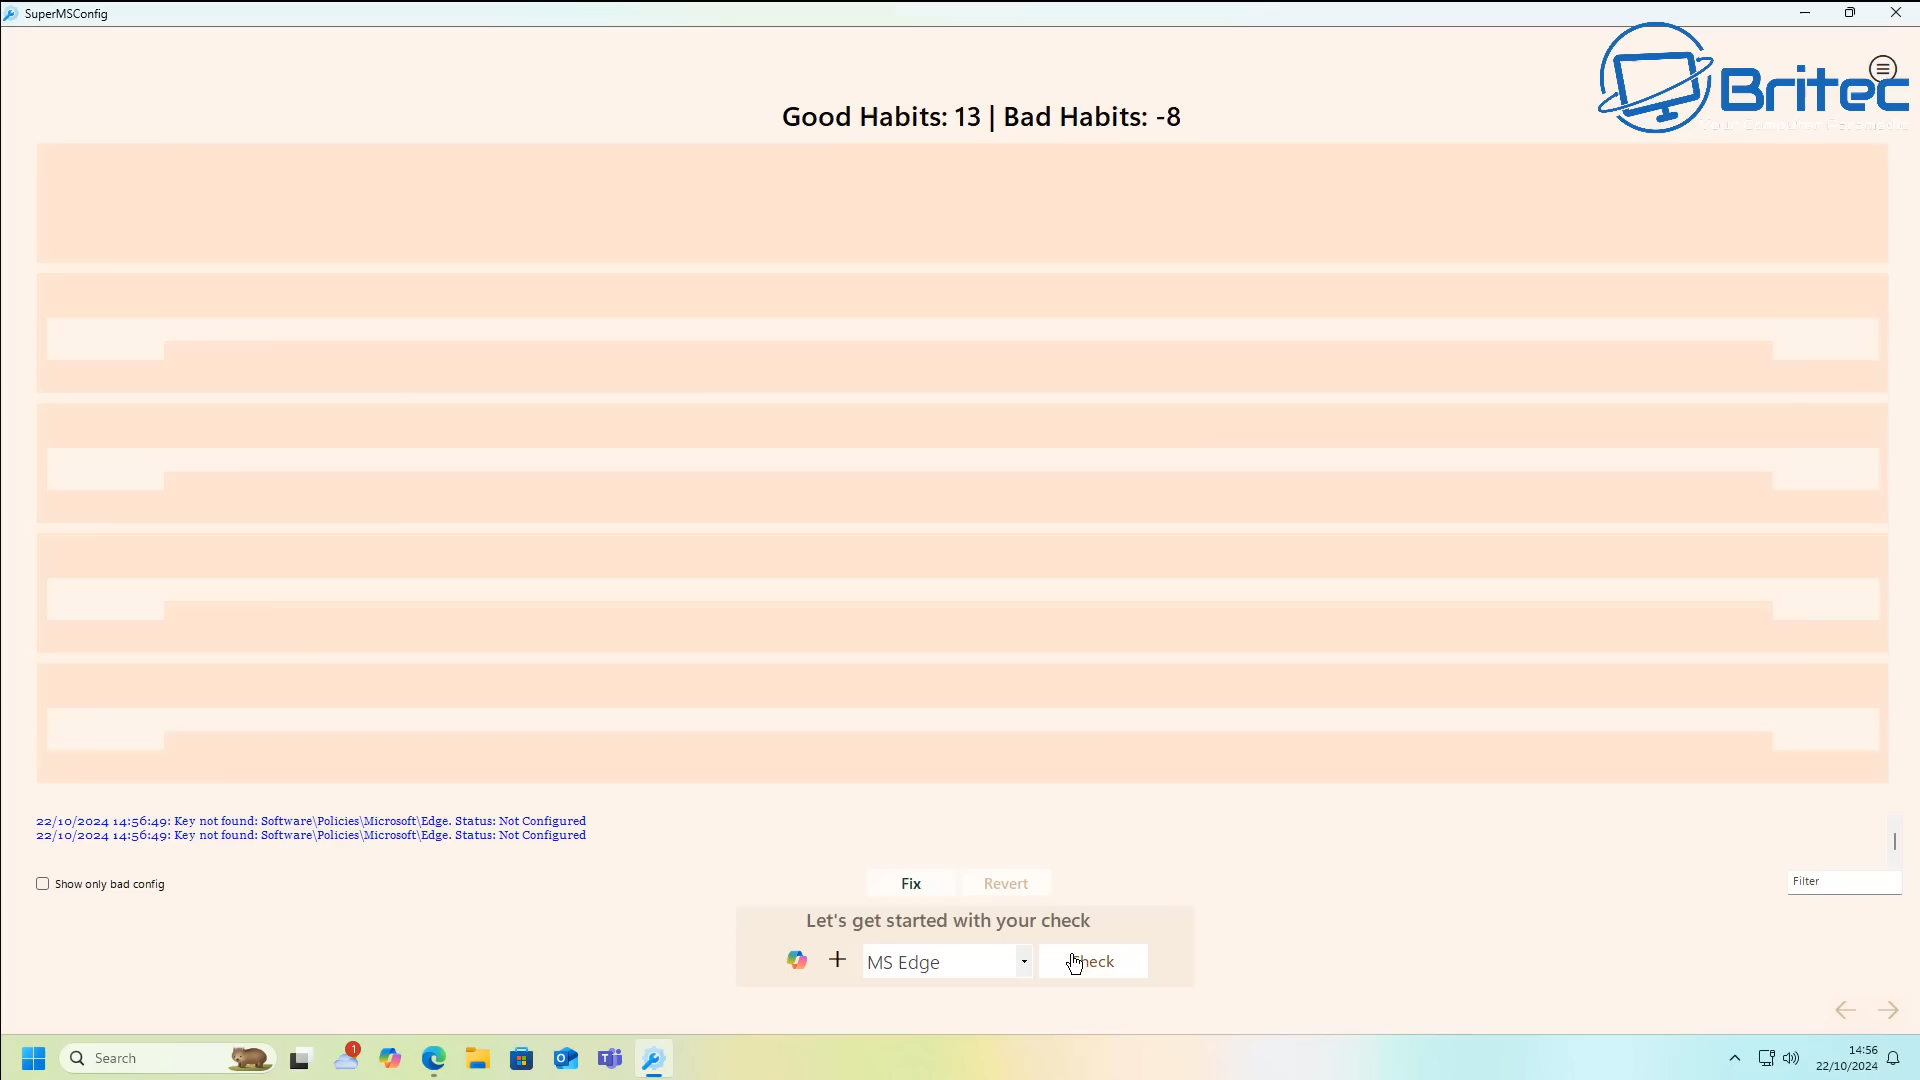 SuperMSConfig
Britec
Good Habits: 13 | Bad Habits: -8
22/10/2024 14:56:49: Key not found: Software\Policies\Microsoft\Edge. Status: Not Configured
22/10/2024 14:56:49: Key not found: Software\Policies\Microsoft\Edge. Status: Not Configured
Show only bad config
Fix
Revert
Filter
Let's get started with your check
MS Edge
Check
Search
1
14:56
22/10/2024